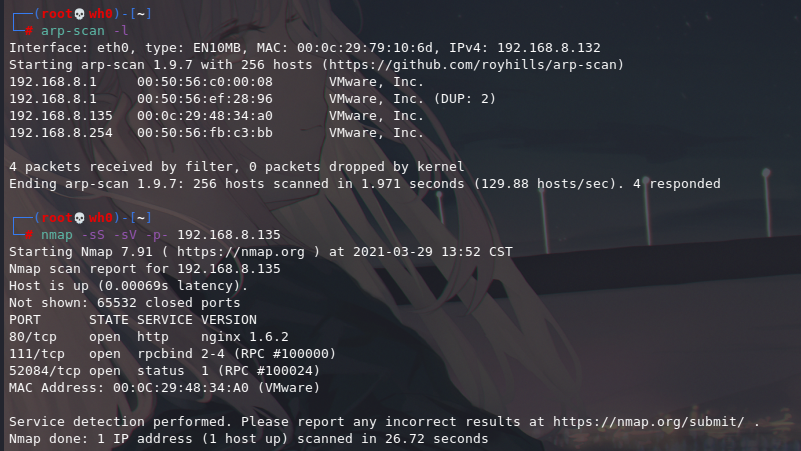 ┌──(root💀wh0)-[~]
└─# arp-scan -l
Interface: eth0, type: EN10MB, MAC: 00:0c:29:79:10:6d, IPv4: 192.168.8.132
Starting arp-scan 1.9.7 with 256 hosts (https://github.com/royhills/arp-scan)
192.168.8.1     00:50:56:c0:00:08       VMware, Inc.
192.168.8.1     00:50:56:ef:28:96       VMware, Inc. (DUP: 2)
192.168.8.135   00:0c:29:48:34:a0       VMware, Inc.
192.168.8.254   00:50:56:fb:c3:bb       VMware, Inc.

4 packets received by filter, 0 packets dropped by kernel
Ending arp-scan 1.9.7: 256 hosts scanned in 1.971 seconds (129.88 hosts/sec). 4 responded

┌──(root💀wh0)-[~]
└─# nmap -sS -sV -p- 192.168.8.135
Starting Nmap 7.91 ( https://nmap.org ) at 2021-03-29 13:52 CST
Nmap scan report for 192.168.8.135
Host is up (0.00069s latency).
Not shown: 65532 closed ports
PORT      STATE SERVICE VERSION
80/tcp    open  http    nginx 1.6.2
111/tcp   open  rpcbind 2-4 (RPC #100000)
52084/tcp open  status  1 (RPC #100024)
MAC Address: 00:0C:29:48:34:A0 (VMware)

Service detection performed. Please report any incorrect results at https://nmap.org/submit/ .
Nmap done: 1 IP address (1 host up) scanned in 26.72 seconds